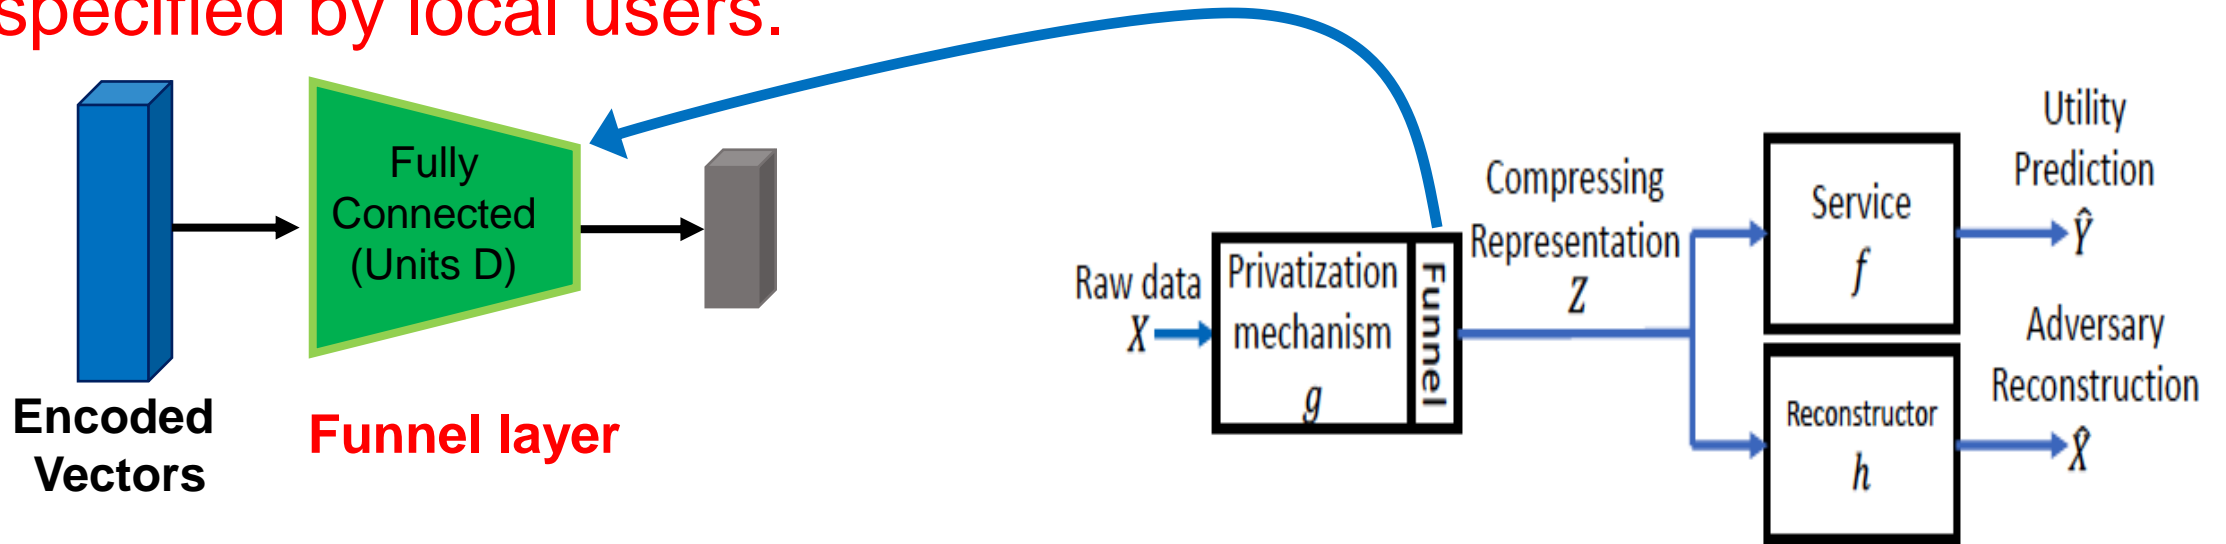 specified by local users.
Fully
Connected
(Units D)
Encoded
Vectors
Funnel layer
Raw data
X
Privatization
mechanism
g
Funnel
Compressing
Representation
Z
Service
f
Reconstructor
h
Utility
Prediction
Ŷ
Adversary
Reconstruction
X̂